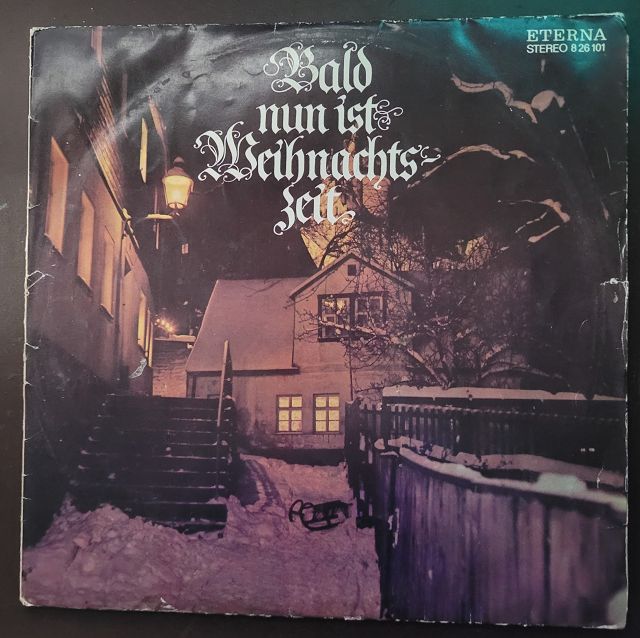 ETERNA
STEREO 8 26 101
Bald
nun ist
Weihnachts-
zeit